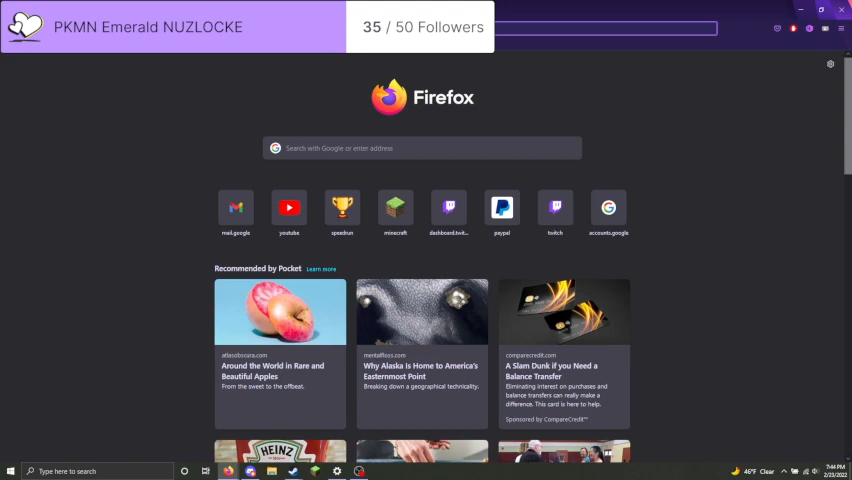 PKMN Emerald NUZLOCKE
35 / 50 Followers
Firefox
Search with Google or enter address
mail.google
youtube
speedrun
minecraft
dashboard.twit...
paypal
twitch
accounts.google
Recommended by Pocket Learn more
atlasobscura.com
Around the World in Rare and
Beautiful Apples
From the sweet to the offbeat.
mentalfloss.com
Why Alaska Is Home to America's
Easternmost Point
Breaking down a geographical technicality.
comparecredit.com
A Slam Dunk if you Need a
Balance Transfer
Eliminating interest on purchases and
balance transfers can really make a
difference. This card is here to help.
Sponsored by CompareCredit™
HEINZ
Type here to search
46°F Clear
7:44 PM
2/23/2022